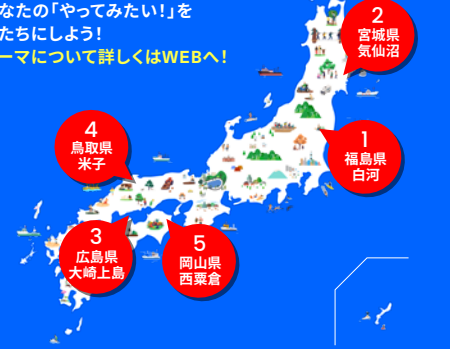 なたの「やってみたい！」を
たちにしよう！
ーマについて詳しくはWEBへ！
2
宮城県
気仙沼
1
福島県
白河
4
鳥取県
米子
3
広島県
大崎上島
5
岡山県
西粟倉